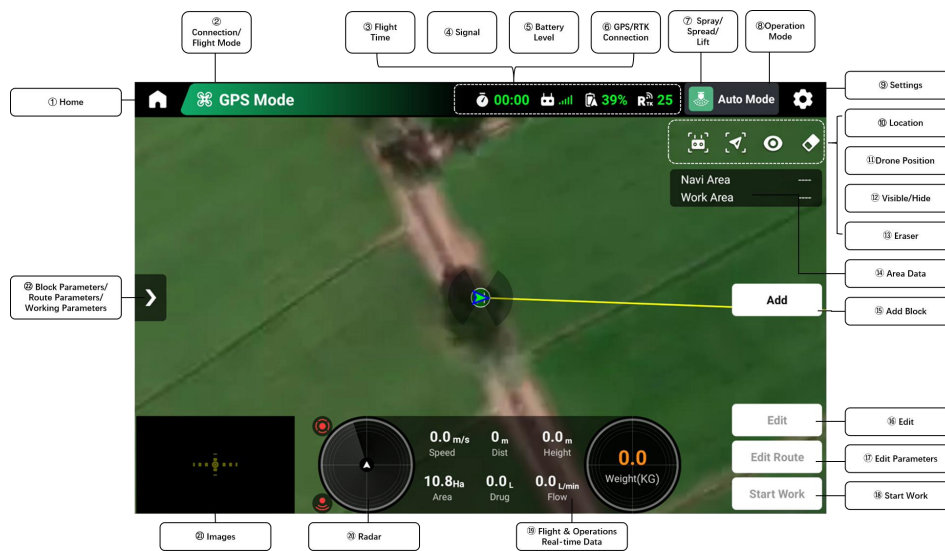 ②
Connection/
Flight Mode
③ Flight
Time
④ Signal
⑤ Battery
Level
⑥ GPS/RTK
Connection
⑦ Spray/
Spread/
Lift
⑧Operation
Mode
① Home
GPS Mode
00:00
39%
RTK 25
Auto Mode
⑨ Settings
⑩ Location
⑪Drone Position
⑫ Visible/Hide
⑬ Eraser
Navi Area ----
Work Area ----
⑭ Area Data
㉒ Block Parameters/
Route Parameters/
Working Parameters
Add
⑮ Add Block
Edit
⑯ Edit
Edit Route
⑰ Edit Parameters
Start Work
⑱ Start Work
0.0 m/s 0 m 0.0 m
Speed Dist Height
10.8Ha 0.0 L 0.0 L/min
Area Drug Flow
0.0
Weight(KG)
㉑ Images
⑳ Radar
⑲ Flight & Operations
Real-time Data